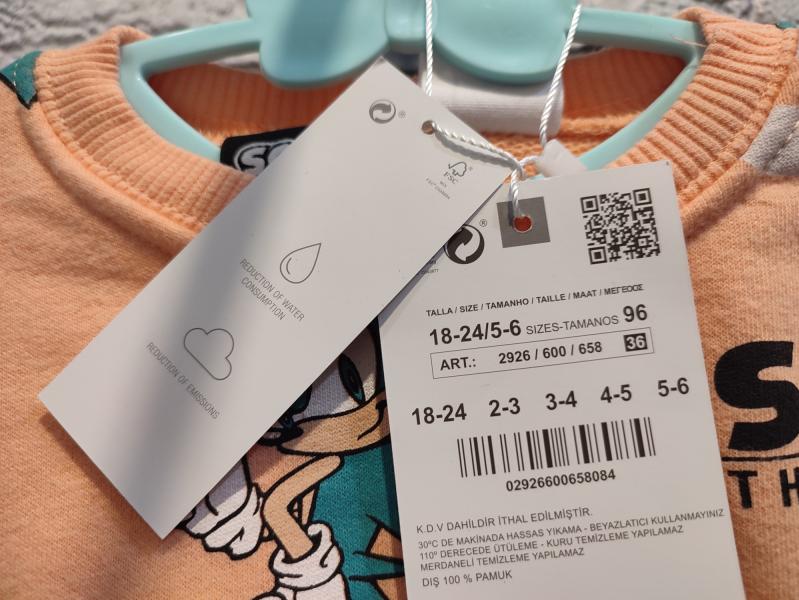 ®
FSC
REDUCTION OF WATER
CONSUMPTION
REDUCTION OF EMISSIONS
®
TALLA / SIZE / TAMANHO / TAILLE / MAAT / ΜΕΓΕΘΟΣ
18-24/5-6 SIZES-TAMANOS 96
ART.: 2926 / 600 / 658 36
18-24 2-3 3-4 4-5 5-6
02926600658084
K.D.V DAHİLDİR İTHAL EDİLMİŞTİR.
30ºC DE MAKİNADA HASSAS YIKAMA - BEYAZLATICI KULLANMAYINIZ
110º DERECEDE ÜTÜLEME - KURU TEMİZLEME YAPILAMAZ
MERDANELİ TEMİZLEME YAPILAMAZ
DIŞ 100 % PAMUK